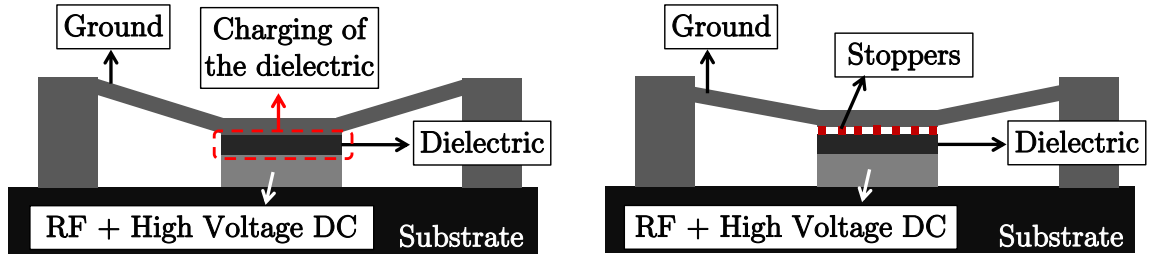 Ground
Charging of
the dielectric
Dielectric
RF + High Voltage DC
Substrate
Ground
Stoppers
Dielectric
RF + High Voltage DC
Substrate